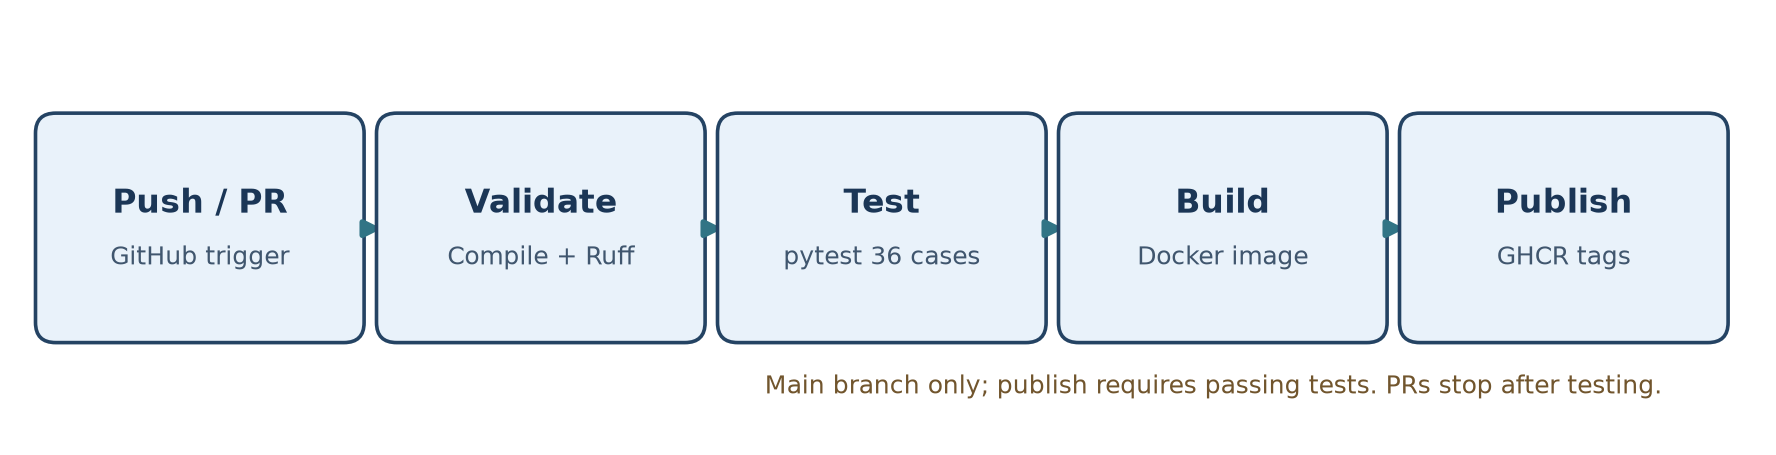 Push / PR
GitHub trigger
Validate
Compile + Ruff
Test
pytest 36 cases
Build
Docker image
Publish
GHCR tags
Main branch only; publish requires passing tests. PRs stop after testing.